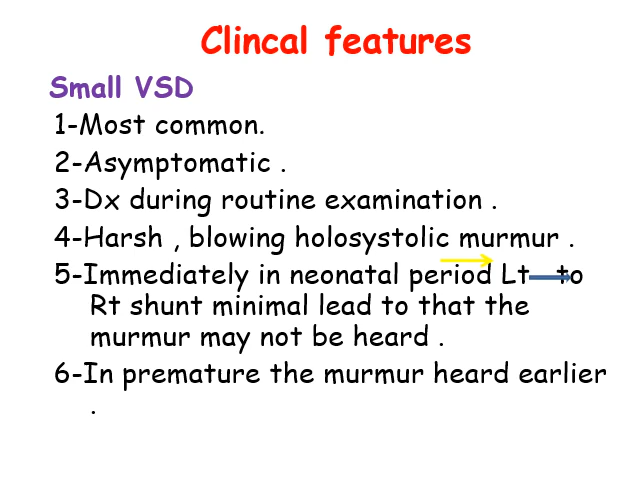 Clincal features
Small VSD
1-Most common.
2-Asymptomatic .
3-Dx during routine examination .
4-Harsh , blowing holosystolic murmur .
5-Immediately in neonatal period Lt to
Rt shunt minimal lead to that the
murmur may not be heard .
6-In premature the murmur heard earlier
.